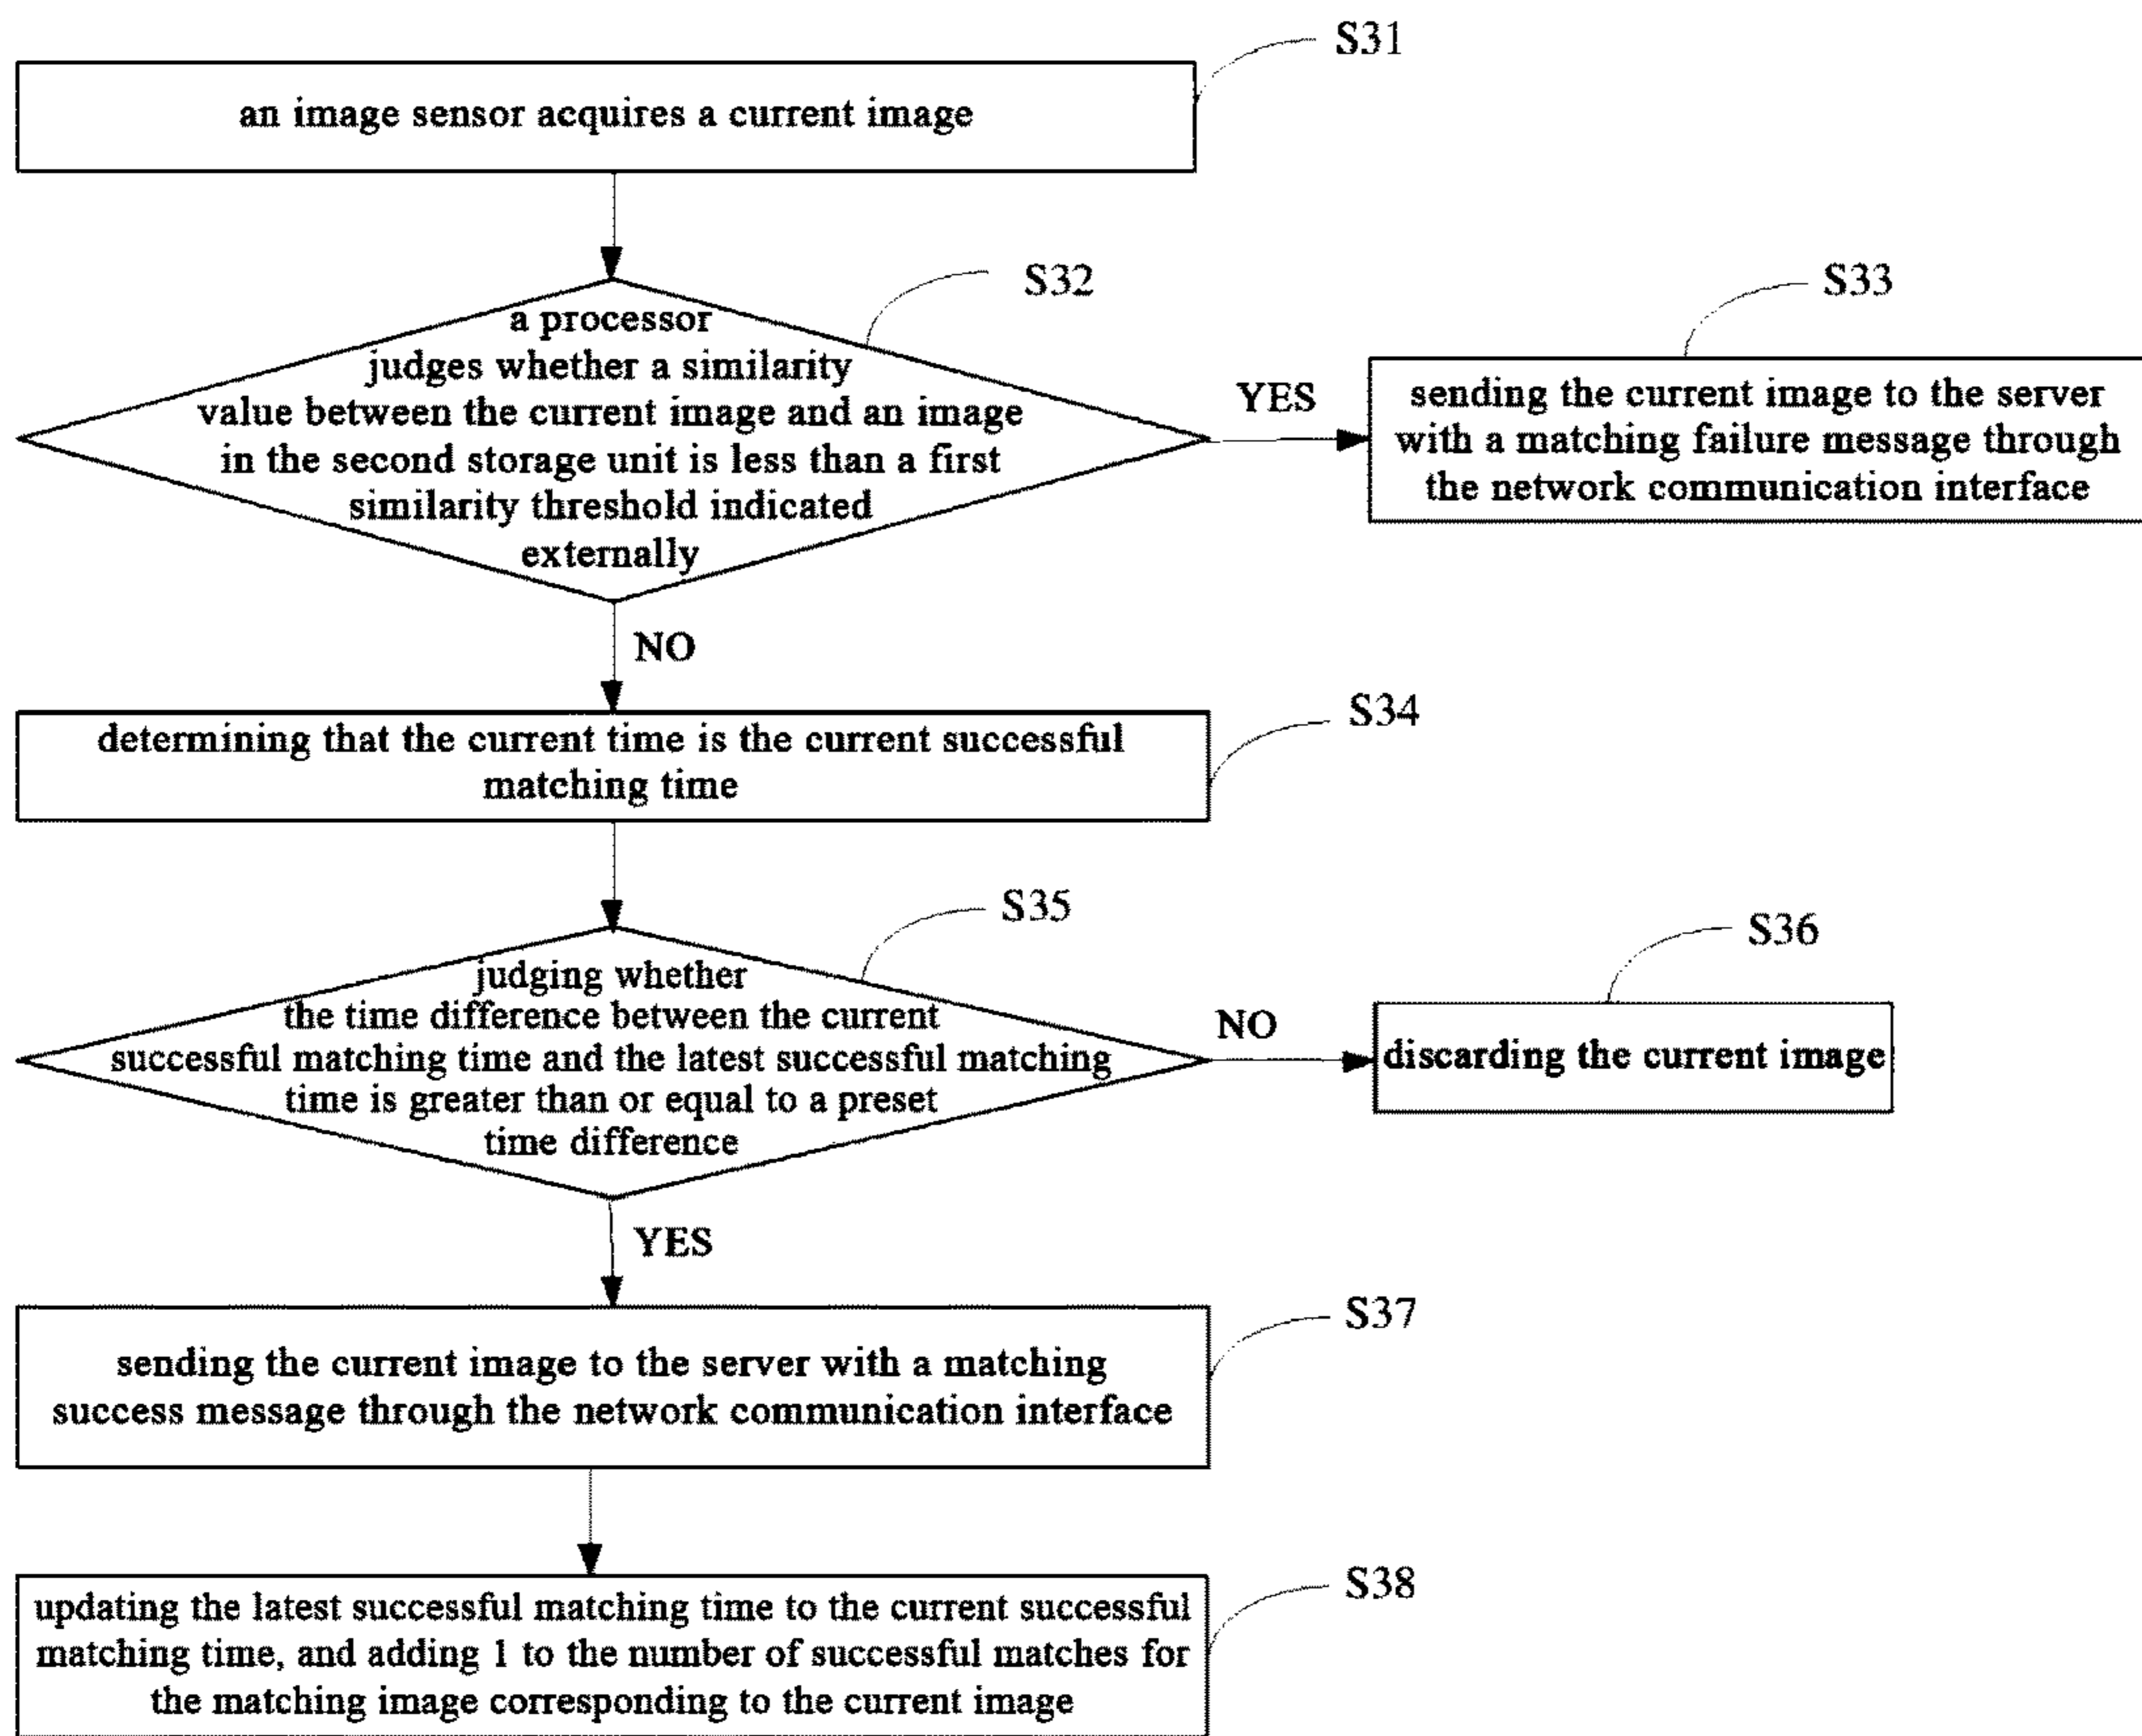 S31
an image sensor acquires a current image
S32
a processor
judges whether a similarity
value between the current image and an image
in the second storage unit is less than a first
similarity threshold indicated
externally
YES
S33
sending the current image to the server
with a matching failure message through
the network communication interface
NO
S34
determining that the current time is the current successful
matching time
S35
judging whether
the time difference between the current
successful matching time and the latest successful matching
time is greater than or equal to a preset
time difference
NO
S36
discarding the current image
YES
S37
sending the current image to the server with a matching
success message through the network communication interface
S38
updating the latest successful matching time to the current successful
matching time, and adding 1 to the number of successful matches for
the matching image corresponding to the current image